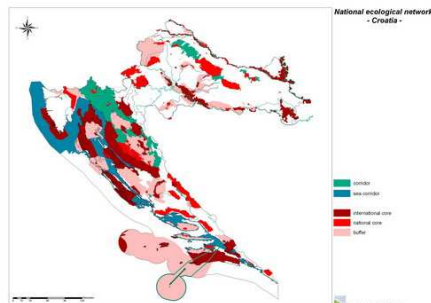 National ecological network
- Croatia -
corridor
sea corridor
international core
national core
buffer